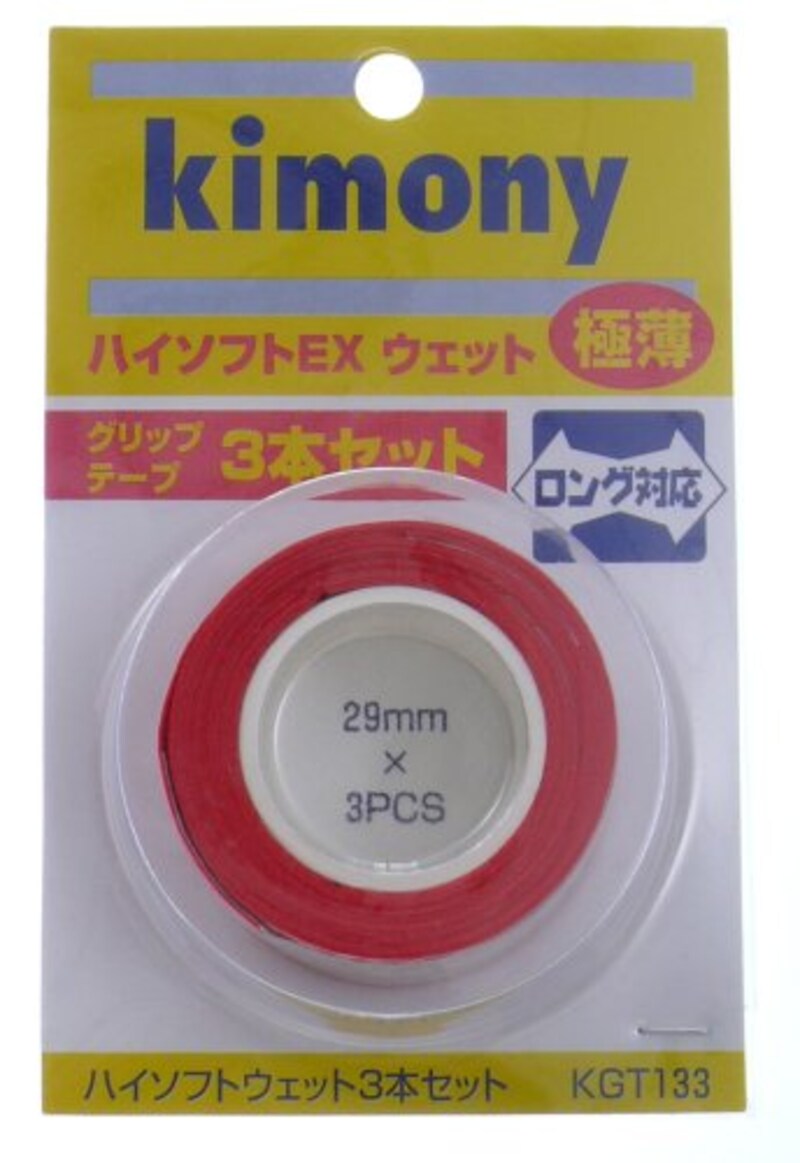 kimony
ハイソフトEX ウェット
極薄
グリップ
テープ
3本セット
ロング対応
29mm
×
3PCS
ハイソフトウェット3本セット KGT133